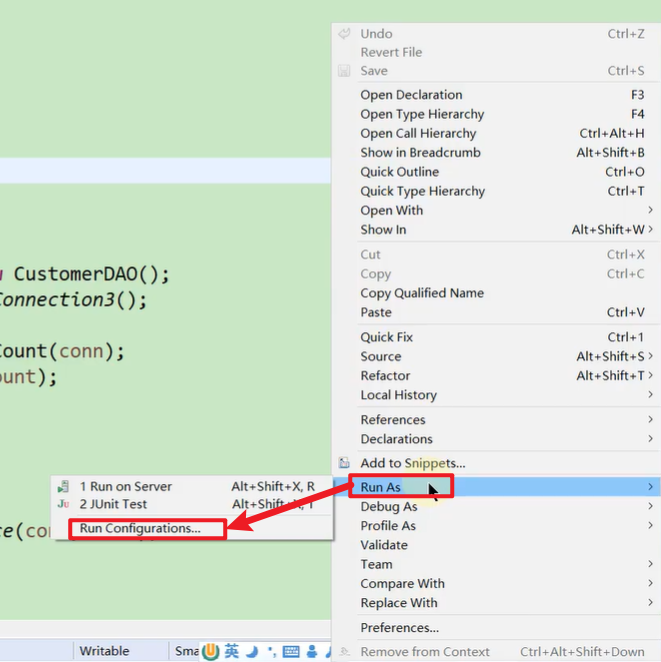 Undo Ctrl+Z
Revert File
Save Ctrl+S
Open Declaration F3
Open Type Hierarchy F4
Open Call Hierarchy Ctrl+Alt+H
Show in Breadcrumb Alt+Shift+B
Quick Outline Ctrl+O
Quick Type Hierarchy Ctrl+T
Open With >
Show In Alt+Shift+W >
Cut Ctrl+X
Copy Ctrl+C
Copy Qualified Name
Paste Ctrl+V
Quick Fix Ctrl+1
Source Alt+Shift+S >
Refactor Alt+Shift+T >
Local History >
References >
Declarations >
Add to Snippets...
Run As >
Debug As >
Profile As >
Validate
Team >
Compare With >
Replace With >
Preferences...
Remove from Context Ctrl+Alt+Shift+Down
CustomerDAO();
Connection3();
Count(conn);
ount);
1 Run on Server Alt+Shift+X, R
2 JUnit Test Alt+Shift+X, T
Run Configurations...
e(co
Writable
Sma
英